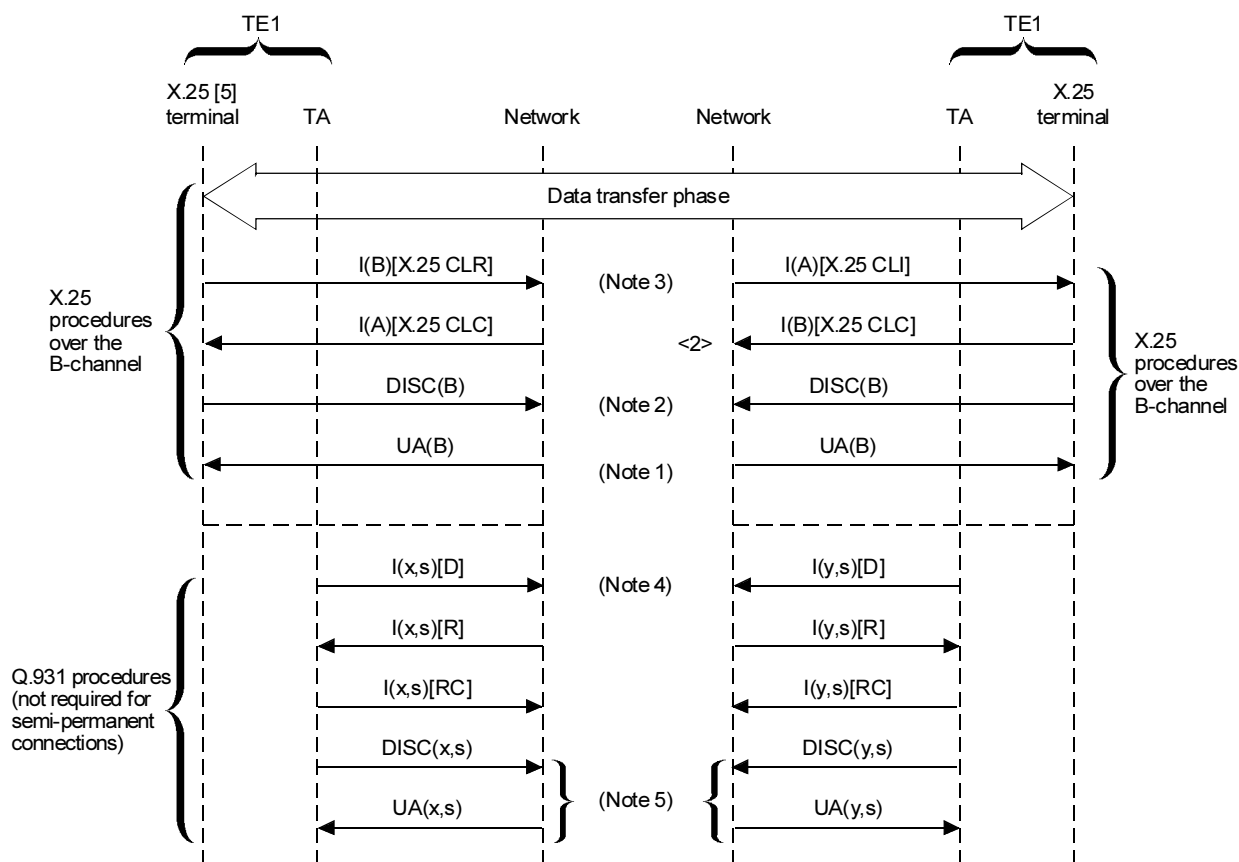 TE1
TE1
X.25 [5]
terminal
TA
Network
Network
TA
X.25
terminal
Data transfer phase
I(B)[X.25 CLR]
(Note 3)
I(A)[X.25 CLI]
X.25
procedures
over the
B-channel
I(A)[X.25 CLC]
<2>
I(B)[X.25 CLC]
X.25
procedures
over the
B-channel
DISC(B)
(Note 2)
DISC(B)
UA(B)
(Note 1)
UA(B)
I(x,s)[D]
(Note 4)
I(y,s)[D]
I(x,s)[R]
I(y,s)[R]
Q.931 procedures
(not required for
semi-permanent
connections)
I(x,s)[RC]
I(y,s)[RC]
DISC(x,s)
DISC(y,s)
(Note 5)
UA(x,s)
UA(y,s)